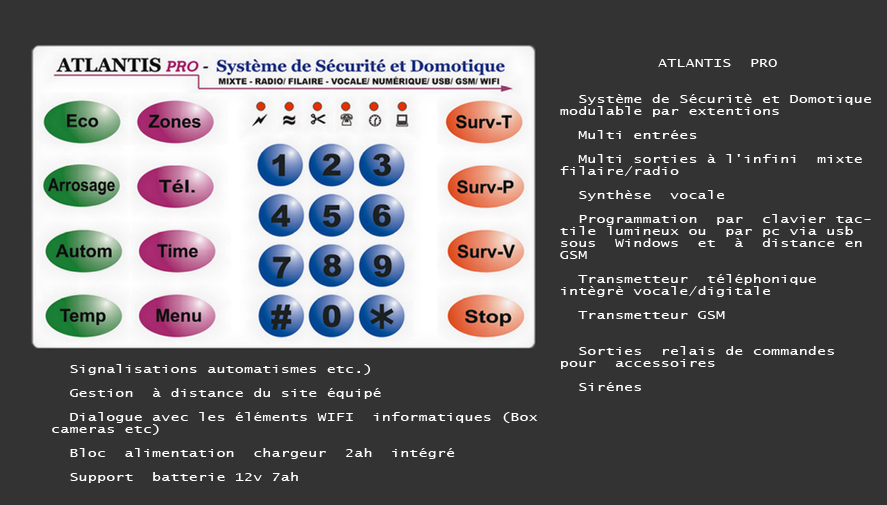 ATLANTIS PRO - Système de Sécurité et Domotique
MIXTE - RADIO/ FILAIRE - VOCALE/ NUMÉRIQUE/ USB/ GSM/ WIFI
Eco Zones Surv-T
1 2 3
Arrosage Tél. Surv-P
4 5 6
Autom Time Surv-V
7 8 9
Temp Menu Stop
# 0 *
Signalisations automatismes etc.)
Gestion à distance du site équipé
Dialogue avec les éléments WIFI informatiques (Box
cameras etc)
Bloc alimentation chargeur 2ah intégré
Support batterie 12v 7ah
ATLANTIS PRO
Système de Sécuritè et Domotique
modulable par extentions
Multi entrées
Multi sorties à l'infini mixte
filaire/radio
Synthèse vocale
Programmation par clavier tac-
tile lumineux ou par pc via usb
sous Windows et à distance en
GSM
Transmetteur téléphonique
intègrè vocale/digitale
Transmetteur GSM
Sorties relais de commandes
pour accessoires
Sirénes